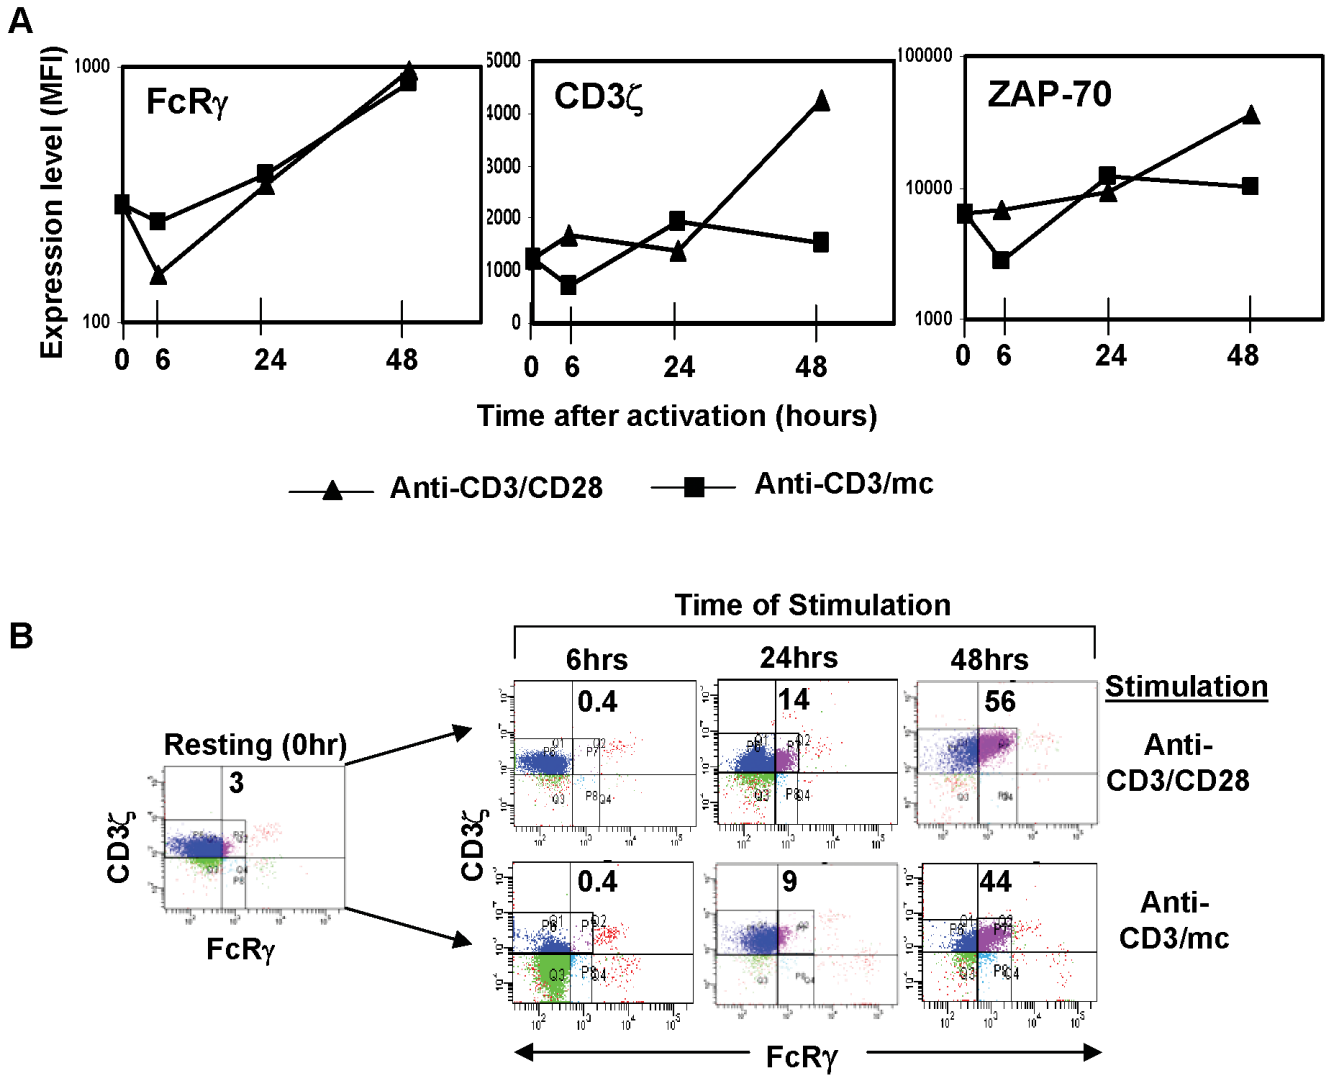 A
Expression level (MFI)
1000
100
FcRγ
0 6 24 48
5000
4000
3000
2000
1000
0
CD3ζ
0 6 24 48
100000
10000
1000
ZAP-70
0 6 24 48
Time after activation (hours)
Anti-CD3/CD28
Anti-CD3/mc
B
Time of Stimulation
6hrs 24hrs 48hrs
Stimulation
Resting (0hr)
3
CD3ζ
FcRγ
CD3ζ
0.4 14 56
Anti-
CD3/CD28
0.4 9 44
Anti-
CD3/mc
FcRγ